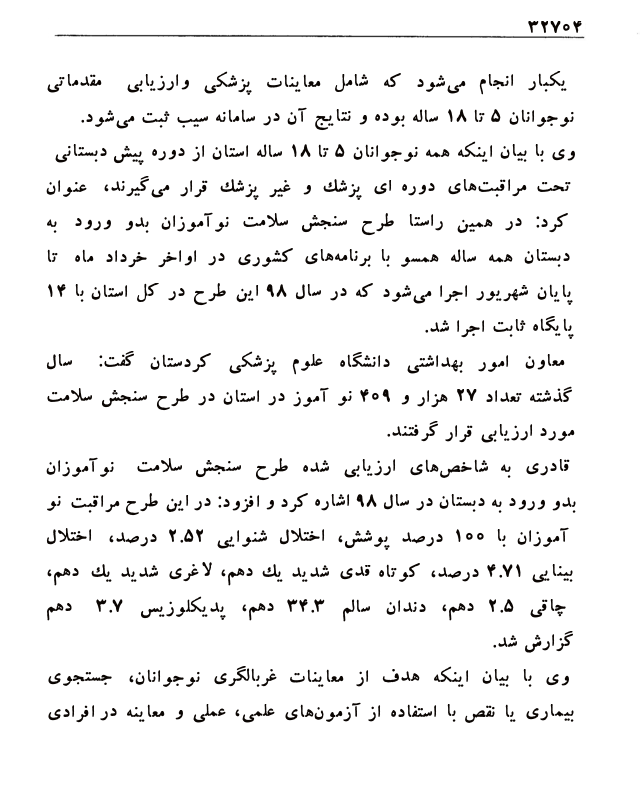 ۳۲۷۰۴
یکبار انجام می‌شود که شامل معاینات پزشکی وارزیابی مقدماتی
نوجوانان ۵ تا ۱۸ ساله بوده و نتایج آن در سامانه سیب ثبت می‌شود.
وی با بیان اینکه همه نوجوانان ۵ تا ۱۸ ساله استان از دوره پیش دبستانی
تحت مراقبت‌های دوره ای پزشك و غیر پزشك قرار می‌گیرند، عنوان
کرد: در همین راستا طرح سنجش سلامت نوآموزان بدو ورود به
دبستان همه ساله همسو با برنامه‌های کشوری در اواخر خرداد ماه تا
پایان شهریور اجرا می‌شود که در سال ۹۸ این طرح در کل استان با ۱۴
پایگاه ثابت اجرا شد.
معاون امور بهداشتی دانشگاه علوم پزشکی کردستان گفت: سال
گذشته تعداد ۲۷ هزار و ۴۰۹ نو آموز در استان در طرح سنجش سلامت
مورد ارزیابی قرار گرفتند.
قادری به شاخص‌های ارزیابی شده طرح سنجش سلامت نوآموزان
بدو ورود به دبستان در سال ۹۸ اشاره کرد و افزود: در این طرح مراقبت نو
آموزان با ۱۰۰ درصد پوشش، اختلال شنوایی ۲.۵۲ درصد، اختلال
بینایی ۴.۷۱ درصد، کوتاه قدی شدید یك دهم، لاغری شدید یك دهم،
چاقی ۲.۵ دهم، دندان سالم ۳۴.۳ دهم، پدیکلوزیس ۳.۷ دهم
گزارش شد.
وی با بیان اینکه هدف از معاینات غربالگری نوجوانان، جستجوی
بیماری یا نقص با استفاده از آزمون‌های علمی، عملی و معاینه در افرادی